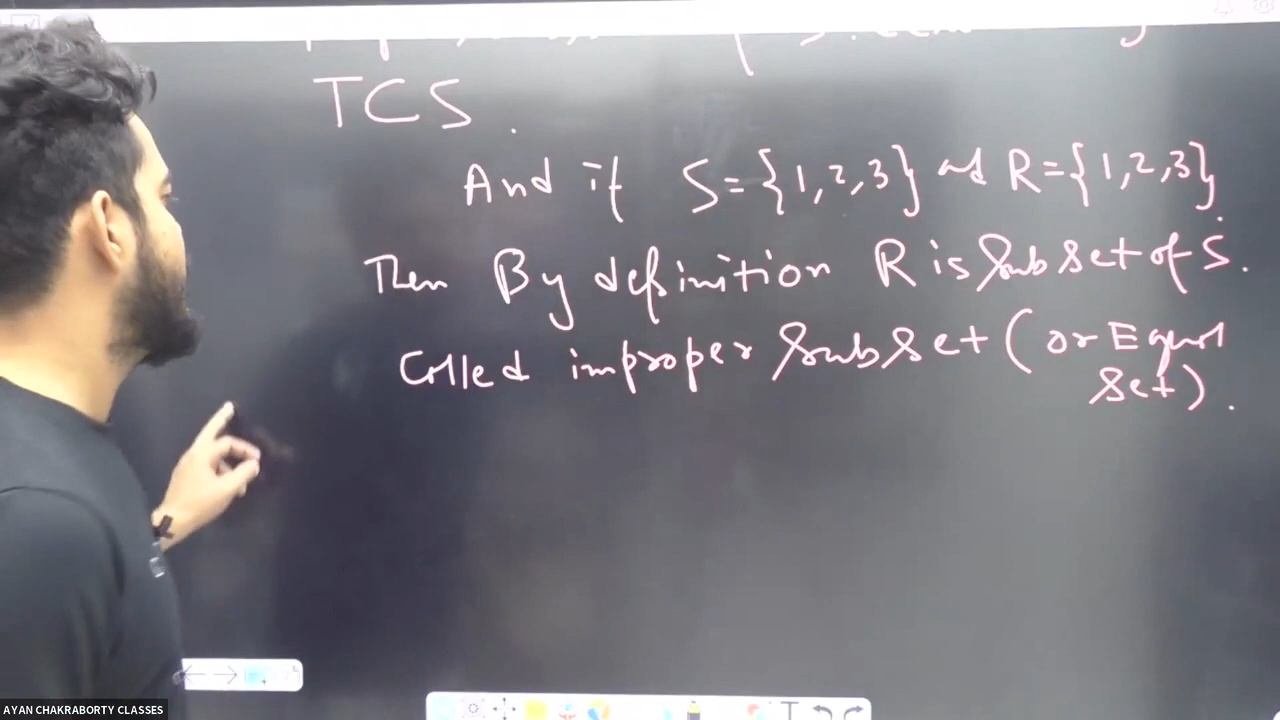 TCS.
And if S={1,2,3} and R={1,2,3}.
Then By definition R is subset of S.
Called improper subset (or Equal
set).
AYAN CHAKRABORTY CLASSES